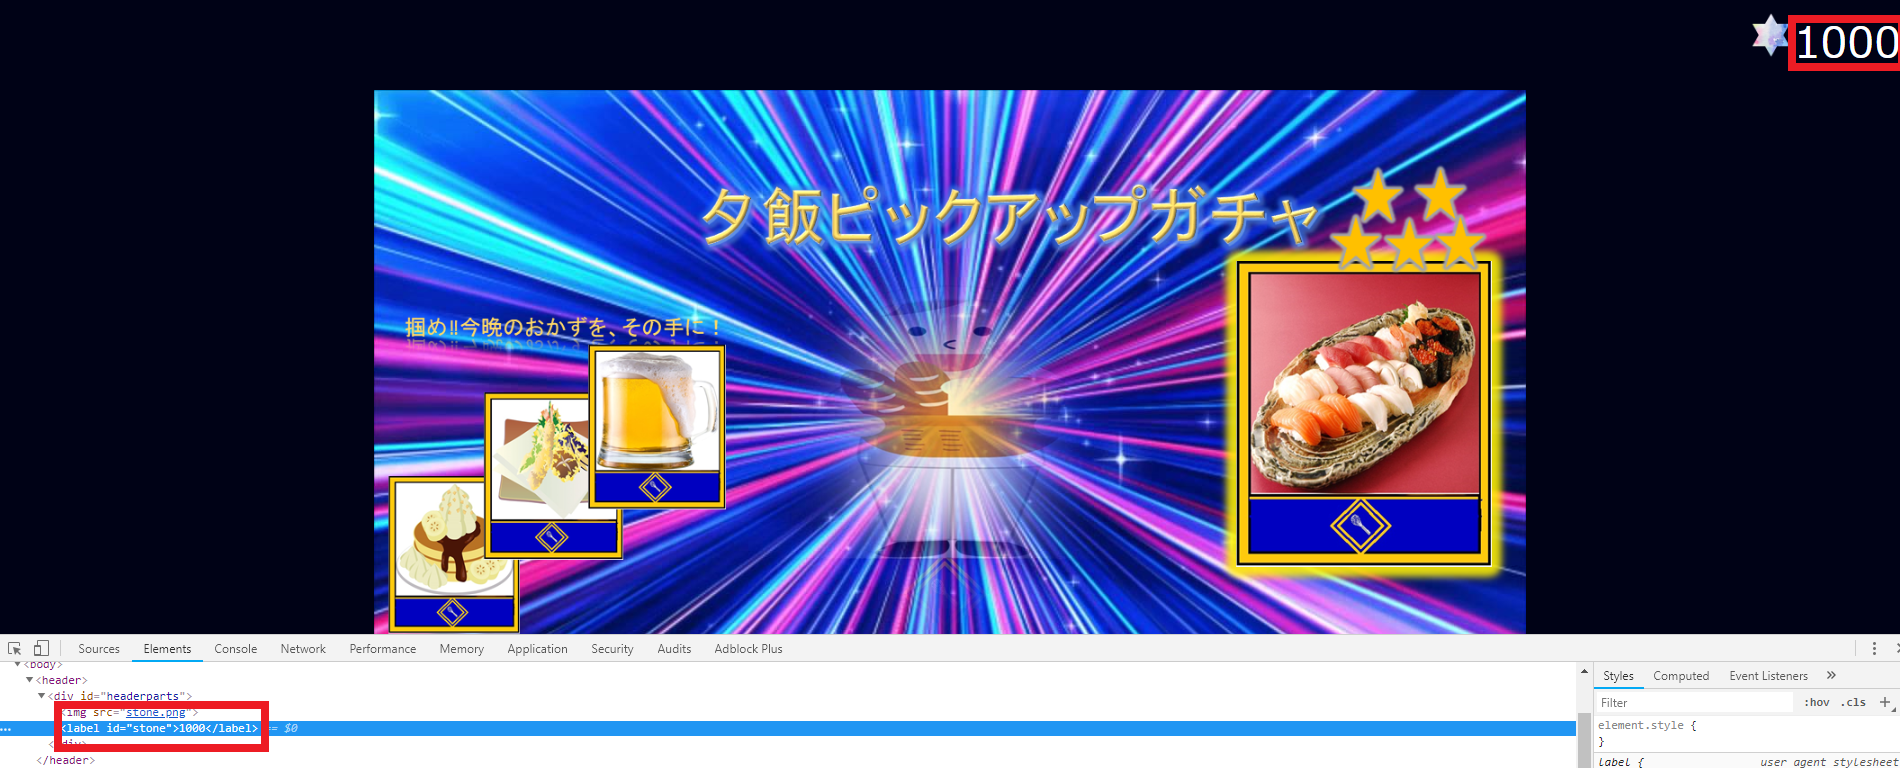 1000
夕飯ピックアップガチャ
掴め!!今晩のおかずを、その手に！
Sources Elements Console Network Performance Memory Application Security Audits Adblock Plus
<body>
<header>
<div id="headerparts">
<img src="stone.png">
<label id="stone">1000</label> == $0
</header>
Styles Computed Event Listeners »
Filter :hov .cls +
element.style {
}
label { user agent stylesheet